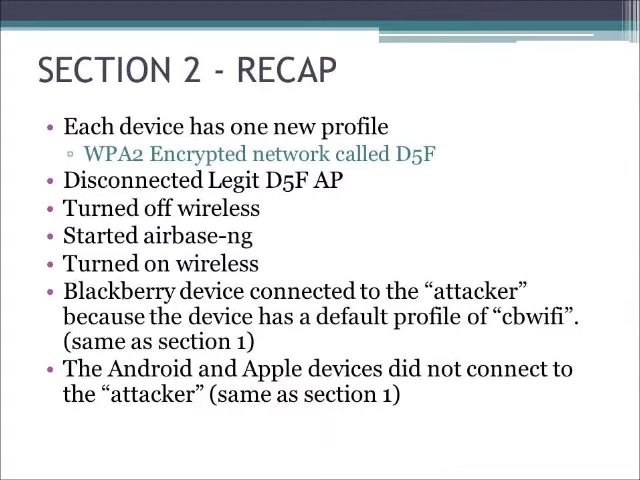 SECTION 2 - RECAP
• Each device has one new profile
▫ WPA2 Encrypted network called D5F
• Disconnected Legit D5F AP
• Turned off wireless
• Started airbase-ng
• Turned on wireless
• Blackberry device connected to the “attacker”
because the device has a default profile of “cbwifi”.
(same as section 1)
• The Android and Apple devices did not connect to
the “attacker” (same as section 1)